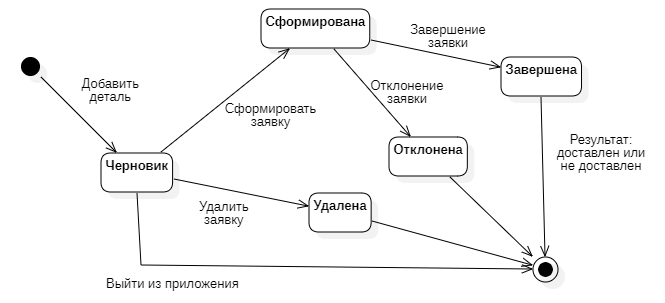 Сформирована
Завершение
заявки
Завершена
Добавить
деталь
Отклонение
заявки
Сформировать
заявку
Отклонена
Результат:
доставлен или
не доставлен
Черновик
Удалить
заявку
Удалена
Выйти из приложения